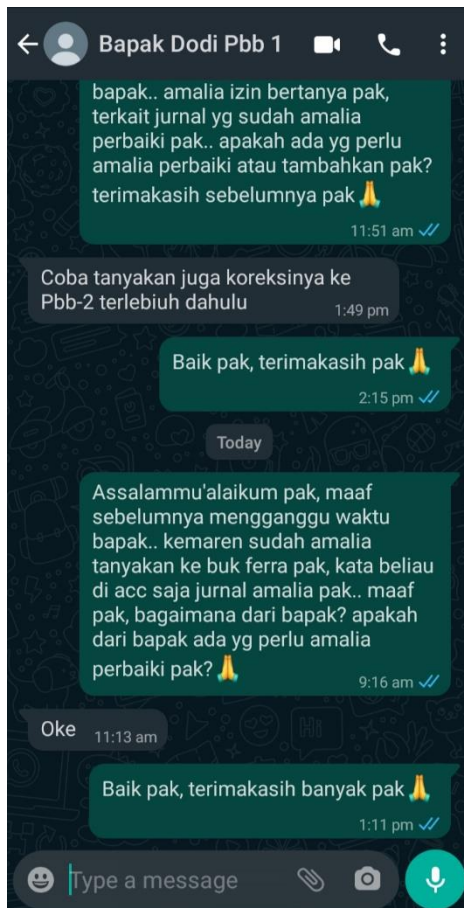 Bapak Dodi Pbb 1
bapak.. amalia izin bertanya pak,
terkait jurnal yg sudah amalia
perbaiki pak.. apakah ada yg perlu
amalia perbaiki atau tambahkan pak?
terimakasih sebelumnya pak🙏
11:51 am
Coba tanyakan juga koreksinya ke
Pbb-2 terlebiuh dahulu
1:49 pm
Baik pak, terimakasih pak🙏
2:15 pm
Today
Assalammu'alaikum pak, maaf
sebelumnya mengganggu waktu
bapak.. kemaren sudah amalia
tanyakan ke buk ferra pak, kata beliau
di acc saja jurnal amalia pak.. maaf
pak, bagaimana dari bapak? apakah
dari bapak ada yg perlu amalia
perbaiki pak?🙏
9:16 am
Oke
11:13 am
Baik pak, terimakasih banyak pak🙏
1:11 pm
Type a message